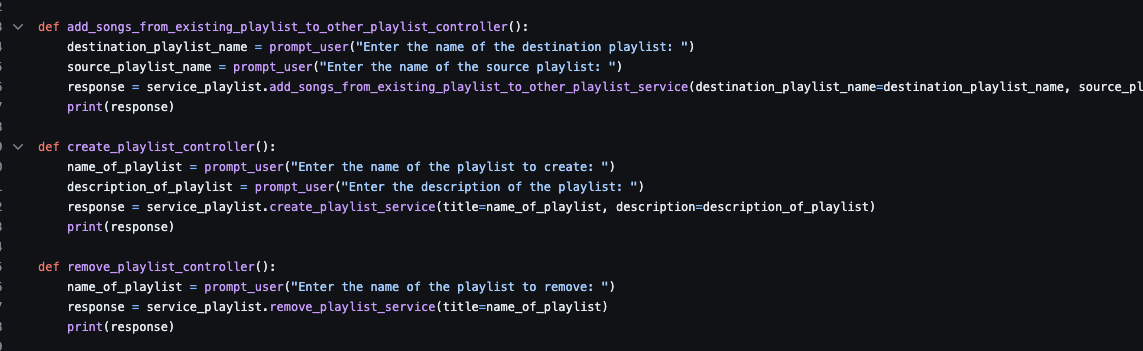 def add_songs_from_existing_playlist_to_other_playlist_controller():
    destination_playlist_name = prompt_user("Enter the name of the destination playlist: ")
    source_playlist_name = prompt_user("Enter the name of the source playlist: ")
    response = service_playlist.add_songs_from_existing_playlist_to_other_playlist_service(destination_playlist_name=destination_playlist_name, source_pl
    print(response)
def create_playlist_controller():
    name_of_playlist = prompt_user("Enter the name of the playlist to create: ")
    description_of_playlist = prompt_user("Enter the description of the playlist: ")
    response = service_playlist.create_playlist_service(title=name_of_playlist, description=description_of_playlist)
    print(response)
def remove_playlist_controller():
    name_of_playlist = prompt_user("Enter the name of the playlist to remove: ")
    response = service_playlist.remove_playlist_service(title=name_of_playlist)
    print(response)